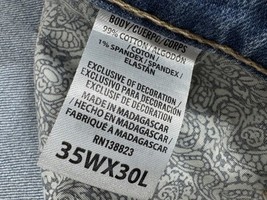 BODY/CUERPO/CORPS
99% COTTON/ALGODÓN
/ COTON
1% SPANDEX/SPANDEX/
ELASTÁN
EXCLUSIVE OF DECORATION
EXCLUSIVO DE DECORACIÓN
EXCLUSIF DE DÉCORATION
MADE IN MADAGASCAR
/ HECHO EN MADAGASCAR
FABRIQUÉ À MADAGASCAR
RN138823
35WX30L